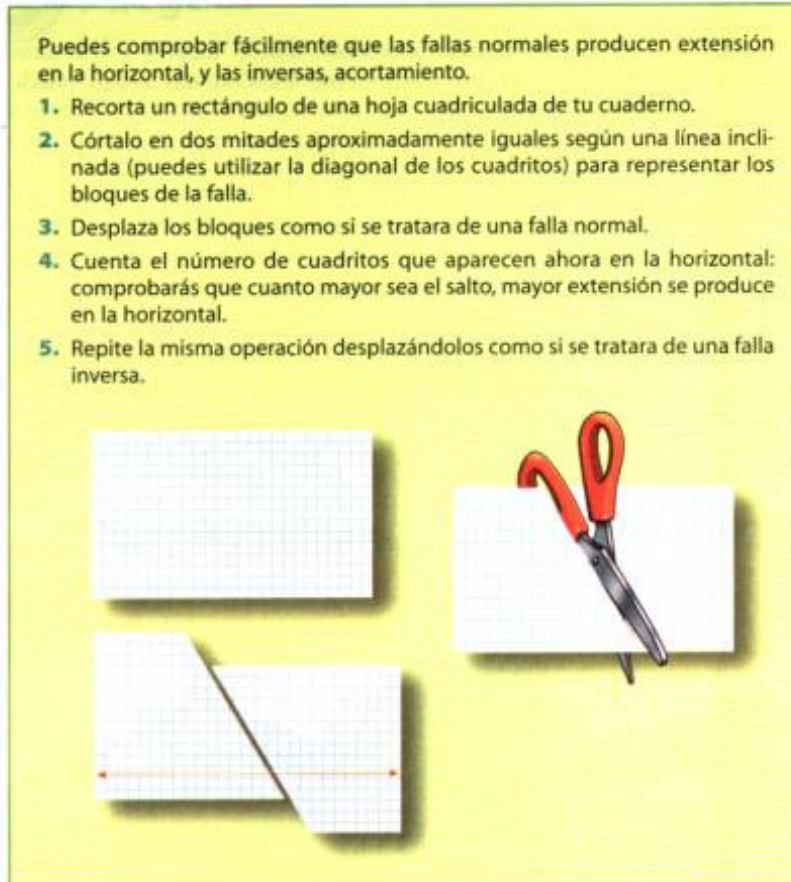 Puedes comprobar fácilmente que las fallas normales producen extensión
en la horizontal, y las inversas, acortamiento.
1. Recorta un rectángulo de una hoja cuadriculada de tu cuaderno.
2. Córtalo en dos mitades aproximadamente iguales según una línea incli-
nada (puedes utilizar la diagonal de los cuadritos) para representar los
bloques de la falla.
3. Desplaza los bloques como si se tratara de una falla normal.
4. Cuenta el número de cuadritos que aparecen ahora en la horizontal:
comprobarás que cuanto mayor sea el salto, mayor extensión se produce
en la horizontal.
5. Repite la misma operación desplazándolos como si se tratara de una falla
inversa.